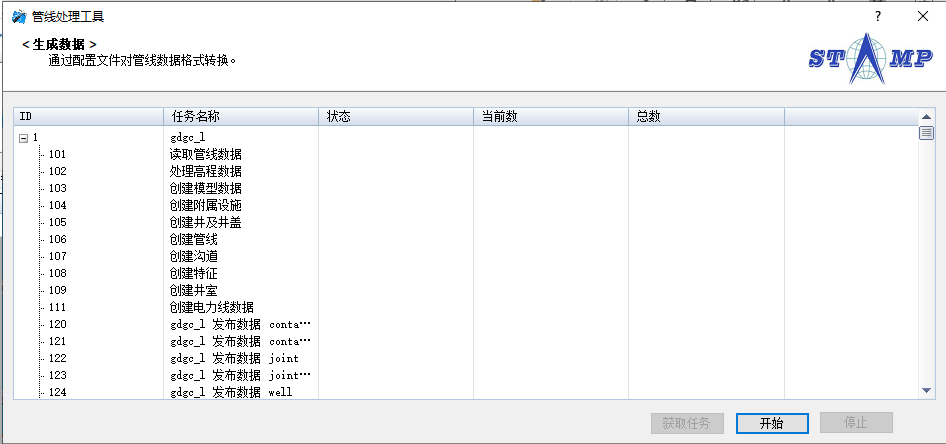 管线处理工具
? ×
< 生成数据 >
通过配置文件对管线数据格式转换。
STAMP
ID 任务名称 状态 当前数 总数
1 gdgc_l
101 读取管线数据
102 处理高程数据
103 创建模型数据
104 创建附属设施
105 创建井及井盖
106 创建管线
107 创建沟道
108 创建特征
109 创建井室
111 创建电力线数据
120 gdgc_l 发布数据 conta…
121 gdgc_l 发布数据 conta…
122 gdgc_l 发布数据 joint
123 gdgc_l 发布数据 joint…
124 gdgc_l 发布数据 well
获取任务 开始 停止